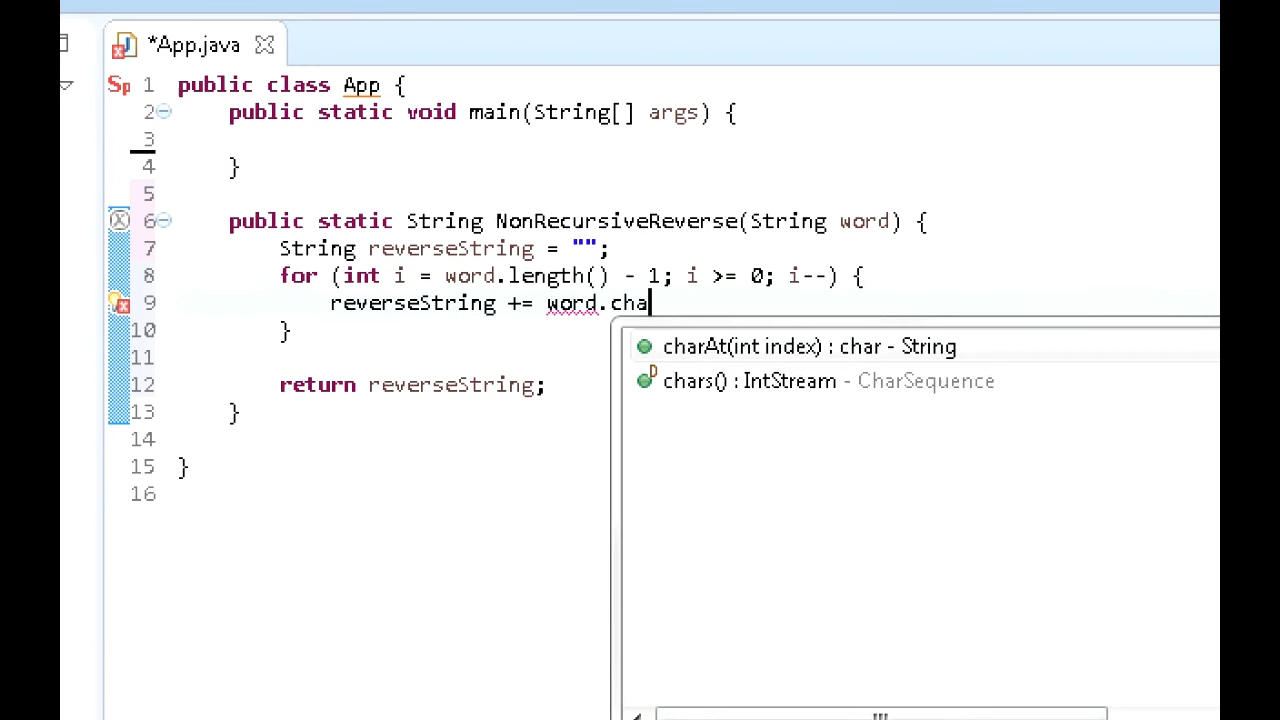 *App.java
Sp 1 public class App {
2 public static void main(String[] args) {
3
4 }
5
6 public static String NonRecursiveReverse(String word) {
7 String reverseString = "";
8 for (int i = word.length() - 1; i >= 0; i--) {
9 reverseString += word.cha
charAt(int index) : char - String
chars() : IntStream - CharSequence
10 }
11
12 return reverseString;
13 }
14
15 }
16